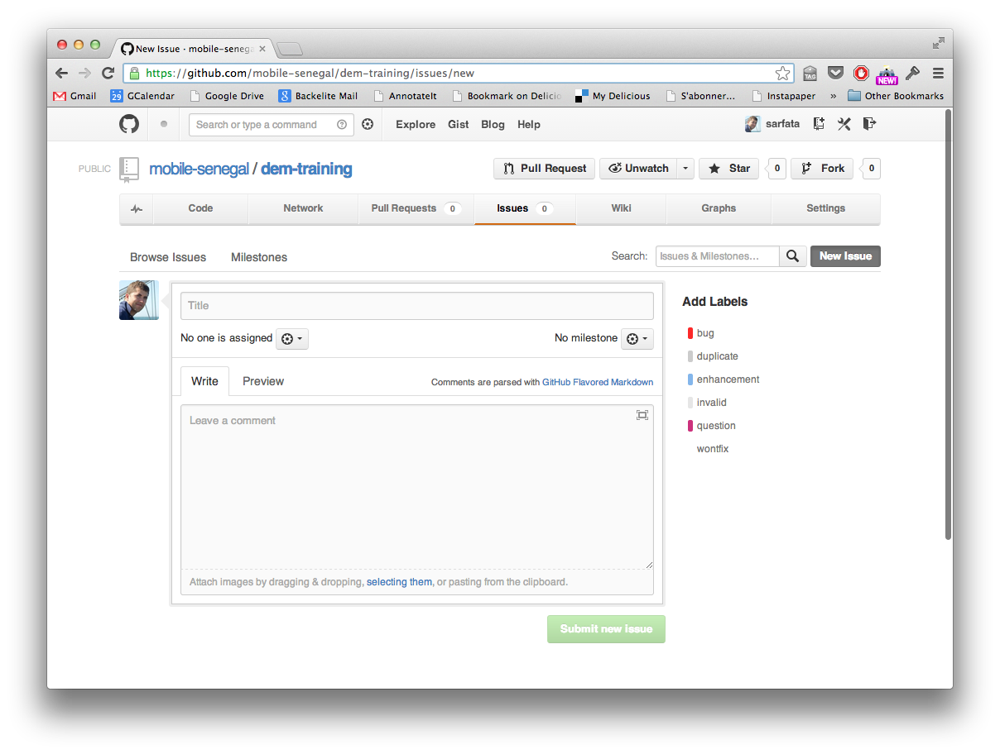 New Issue · mobile-senega
https://github.com/mobile-senegal/dem-training/issues/new
TAG
NEW!
Gmail 29 GCalendar Google Drive 8 Backelite Mail AnnotateIt Bookmark on Delicio My Delicious S'abonner... Instapaper » Other Bookmarks
Search or type a command Explore Gist Blog Help sarfata
PUBLIC mobile-senegal / dem-training Pull Request Unwatch Star 0 Fork 0
Code Network Pull Requests 0 Issues 0 Wiki Graphs Settings
Browse Issues Milestones Search: Issues & Milestones... New Issue
Title
No one is assigned No milestone
Write Preview Comments are parsed with GitHub Flavored Markdown
Leave a comment
Attach images by dragging & dropping, selecting them, or pasting from the clipboard.
Submit new issue
Add Labels
bug
duplicate
enhancement
invalid
question
wontfix